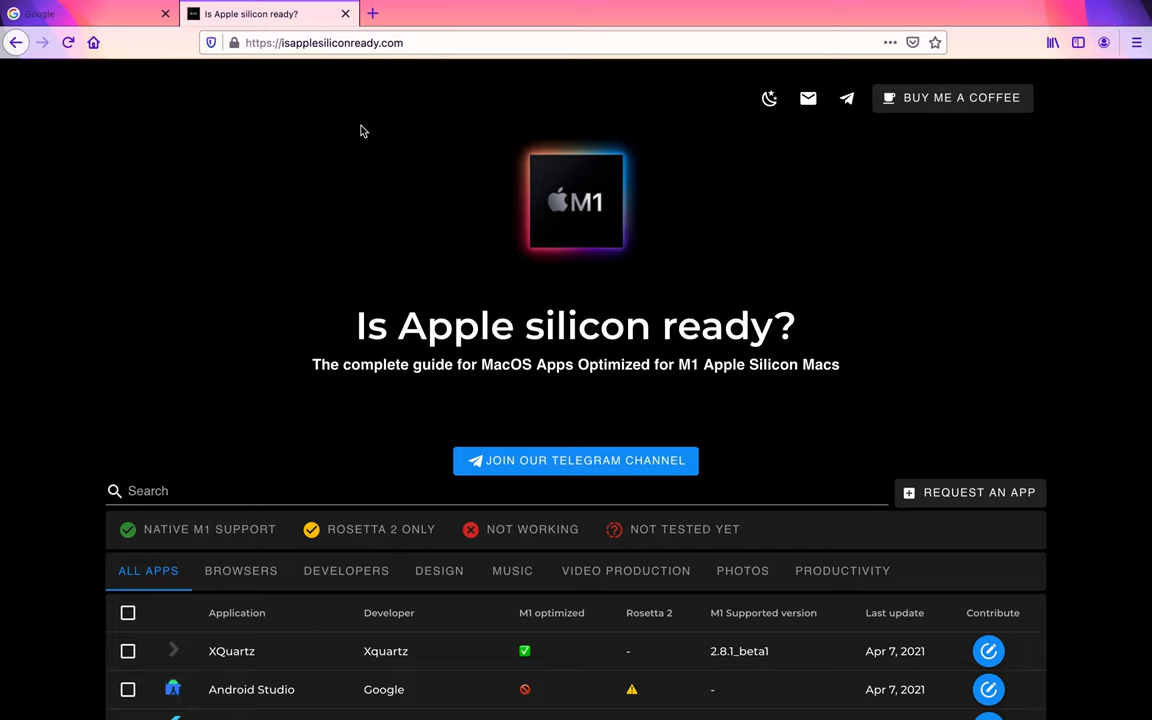 Google
Is Apple silicon ready?
https://isapplesiliconready.com
BUY ME A COFFEE
M1
Is Apple silicon ready?
The complete guide for MacOS Apps Optimized for M1 Apple Silicon Macs
JOIN OUR TELEGRAM CHANNEL
Search
REQUEST AN APP
NATIVE M1 SUPPORT ROSETTA 2 ONLY NOT WORKING NOT TESTED YET
ALL APPS BROWSERS DEVELOPERS DESIGN MUSIC VIDEO PRODUCTION PHOTOS PRODUCTIVITY
Application Developer M1 optimized Rosetta 2 M1 Supported version Last update Contribute
XQuartz Xquartz - 2.8.1_beta1 Apr 7, 2021
Android Studio Google - Apr 7, 2021